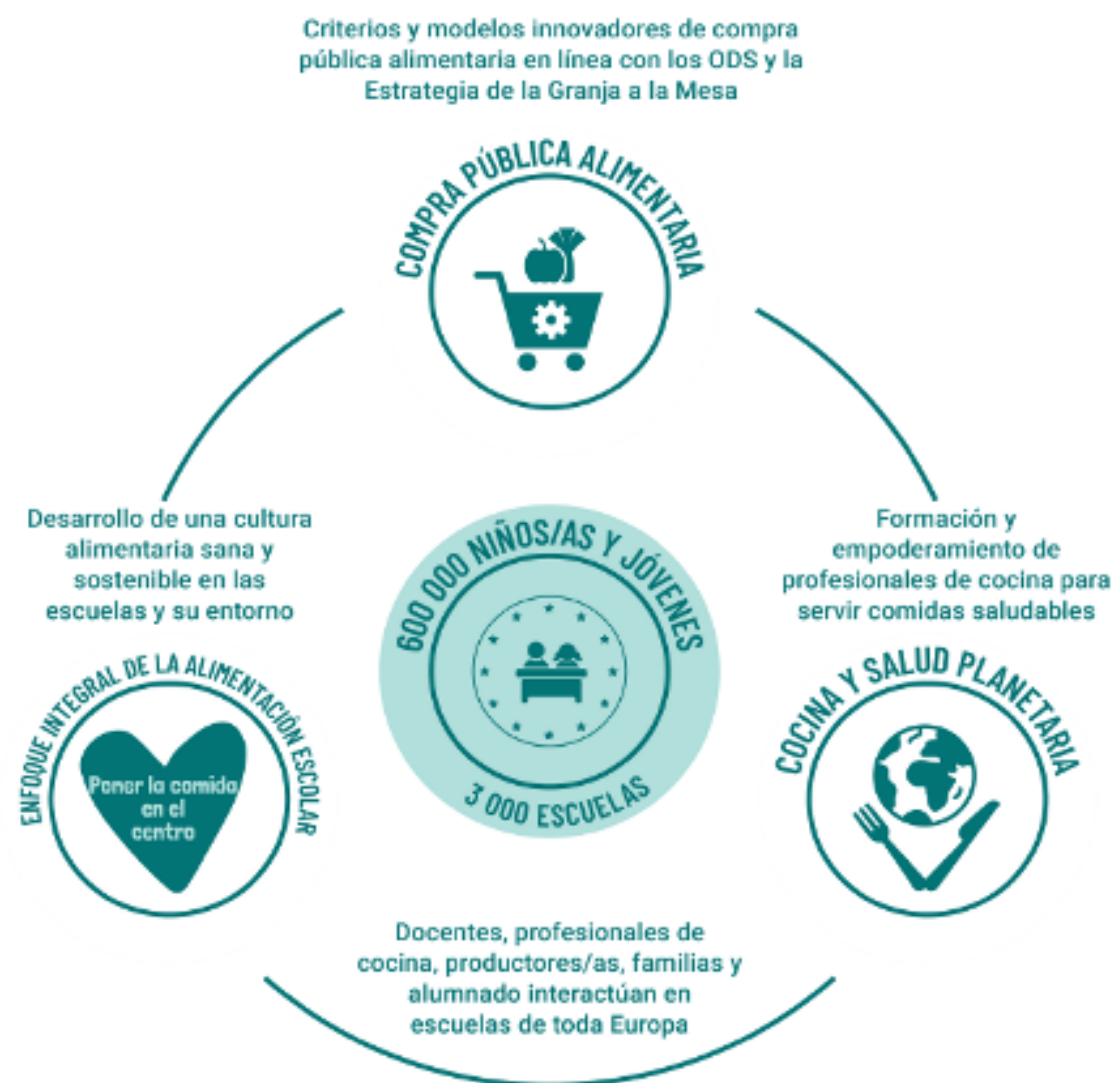 Criterios y modelos innovadores de compra
pública alimentaria en línea con los ODS y la
Estrategia de la Granja a la Mesa
COMPRA PÚBLICA ALIMENTARIA
Desarrollo de una cultura
alimentaria sana y
sostenible en las
escuelas y su entorno
600 000 NIÑOS/AS Y JÓVENES
3 000 ESCUELAS
Formación y
empoderamiento de
profesionales de cocina para
servir comidas saludables
ENFOQUE INTEGRAL DE LA ALIMENTACIÓN ESCOLAR
Poner la comida
en el
centro
COCINA Y SALUD PLANETARIA
Docentes, profesionales de
cocina, productores/as, familias y
alumnado interactúan en
escuelas de toda Europa